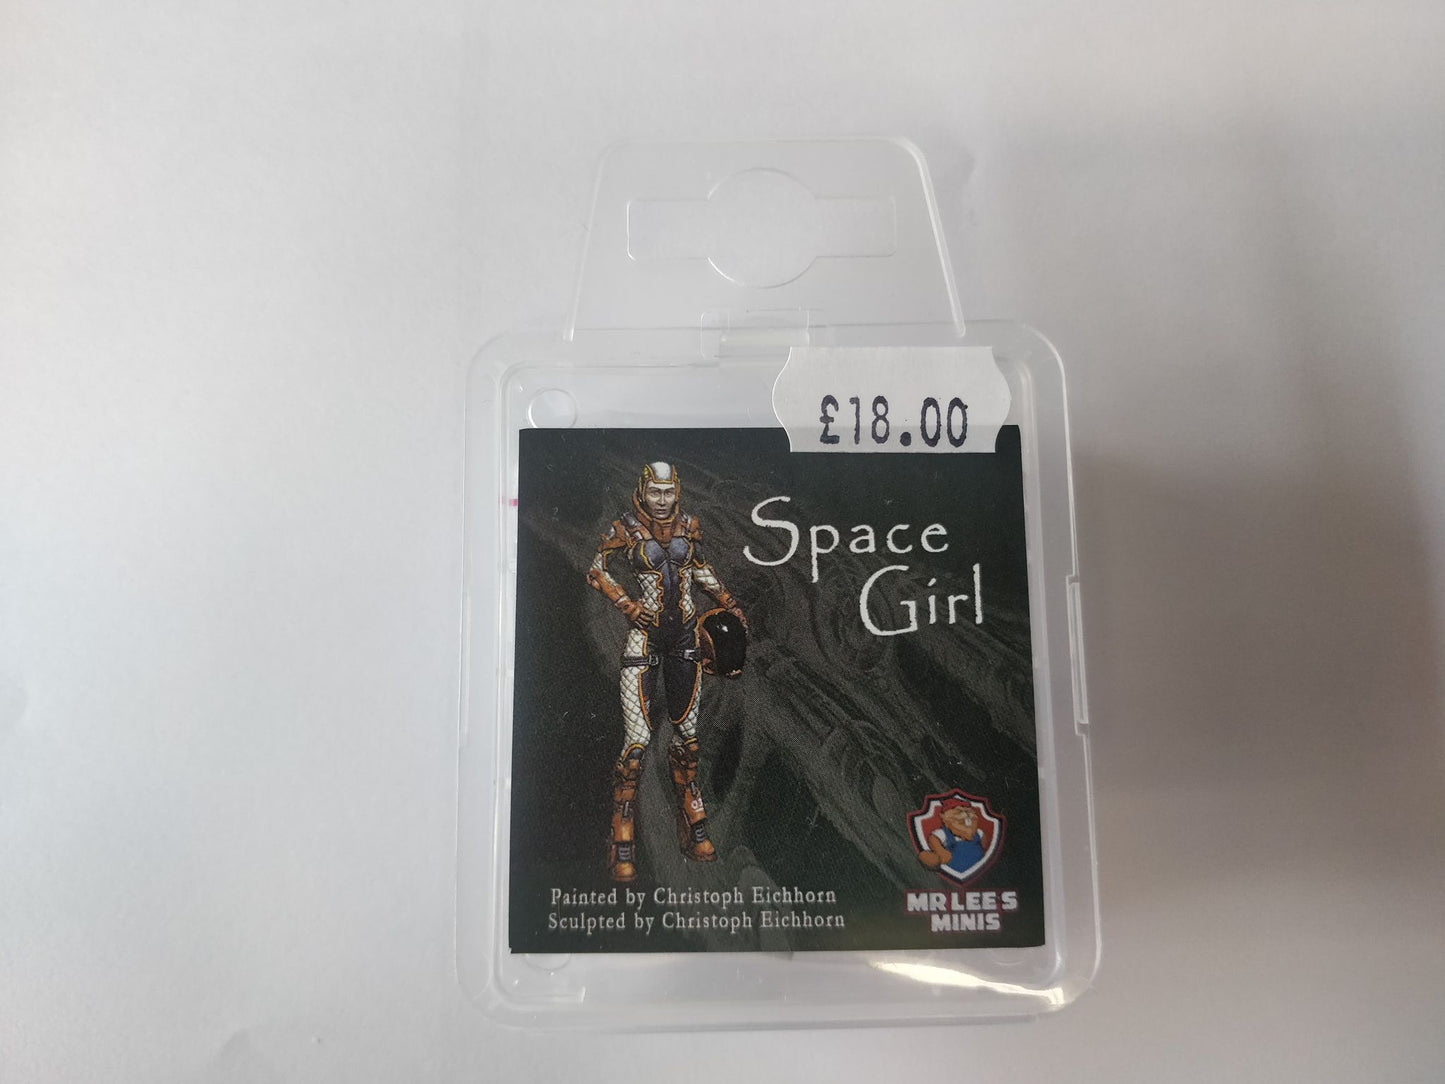 £18.00
Space
Girl
Painted by Christoph Eichhorn
Sculpted by Christoph Eichhorn
MR LEE'S
MINIS